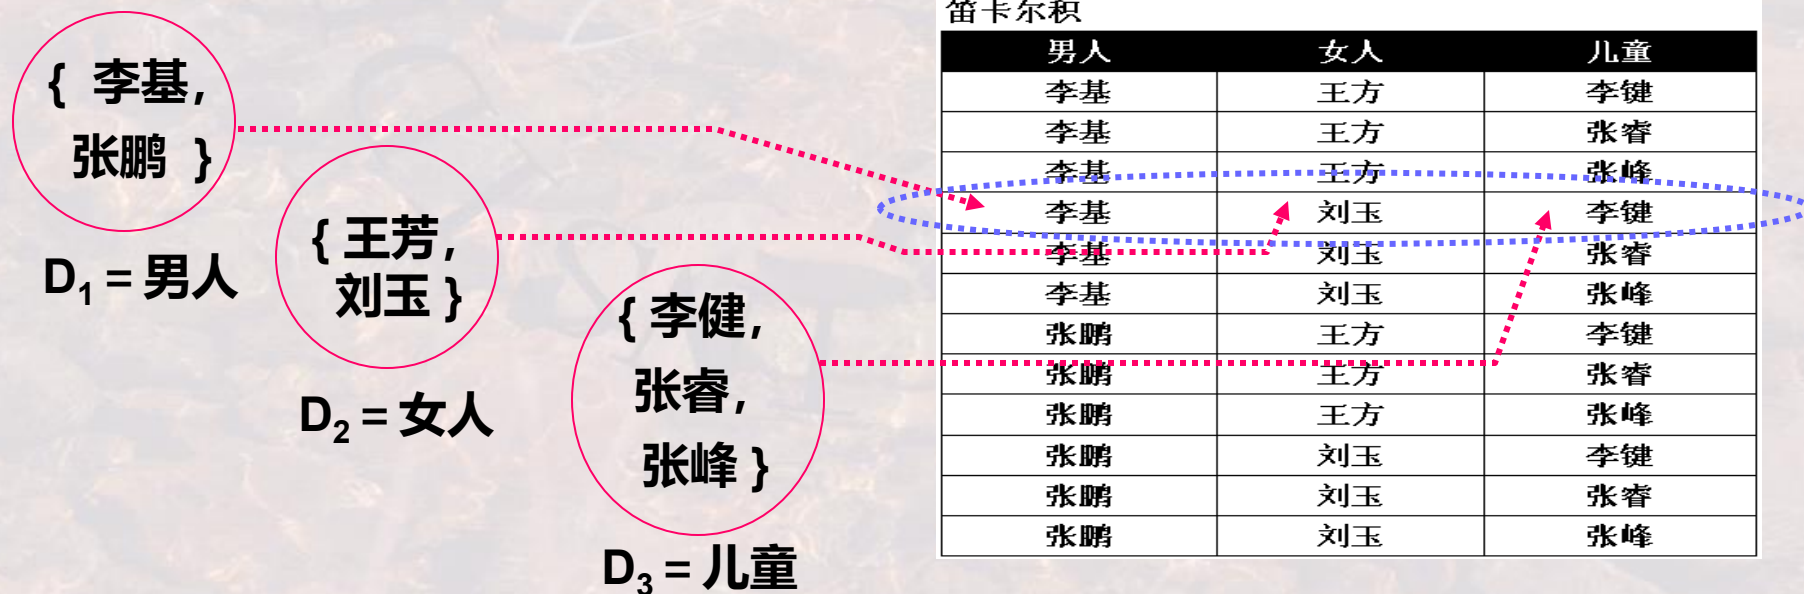 { 李基,
张鹏 }
D1 = 男人
{ 王芳,
刘玉 }
D2 = 女人
{ 李健,
张睿,
张峰 }
D3 = 儿童
笛卡尔积
男人 女人 儿童
李基 王方 李键
李基 王方 张睿
李基 王方 张峰
李基 刘玉 李键
李基 刘玉 张睿
李基 刘玉 张峰
张鹏 王方 李键
张鹏 王方 张睿
张鹏 王方 张峰
张鹏 刘玉 李键
张鹏 刘玉 张睿
张鹏 刘玉 张峰